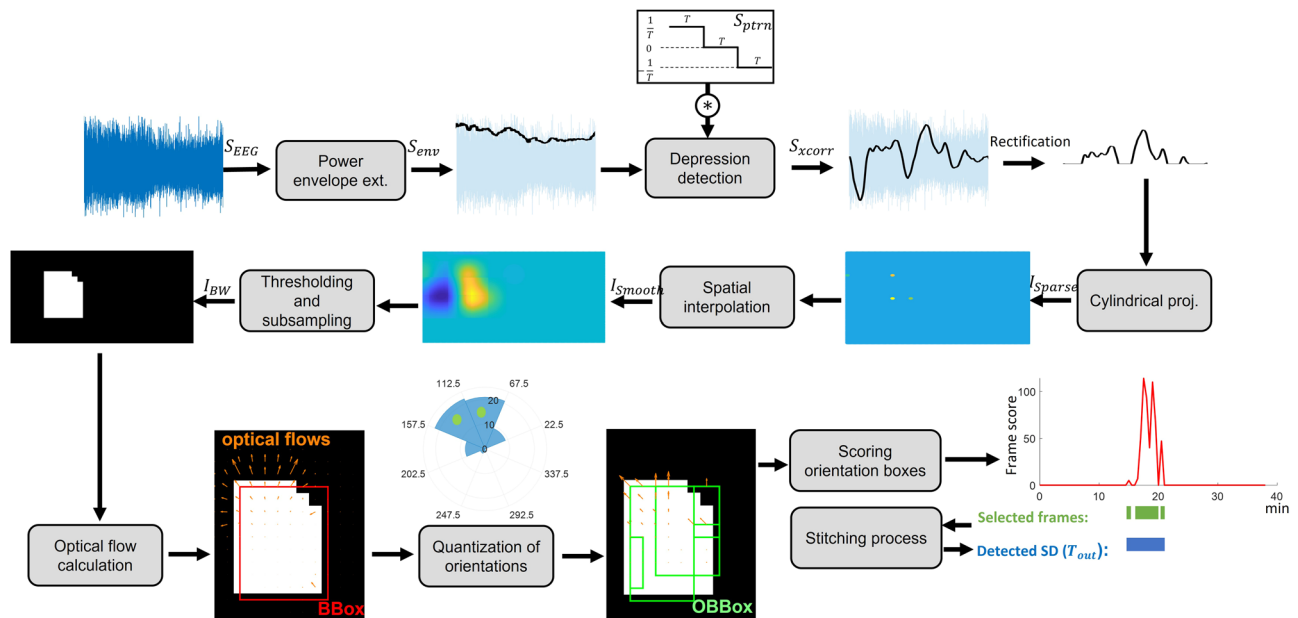 S_ptrn
1/T
0
-1/T
T
T
T
*
S_EEG
Power
envelope ext.
S_env
Depression
detection
S_xcorr
Rectification
I_BW
Thresholding
and
subsampling
I_Smooth
Spatial
interpolation
I_Sparse
Cylindrical proj.
112.5
67.5
157.5
22.5
202.5
337.5
247.5
292.5
20
10
0
optical flows
BBox
Optical flow
calculation
Quantization of
orientations
OBBox
Scoring
orientation boxes
Stitching process
Frame score
100
50
0
0
10
20
30
40
min
Selected frames:
Detected SD (T_out):